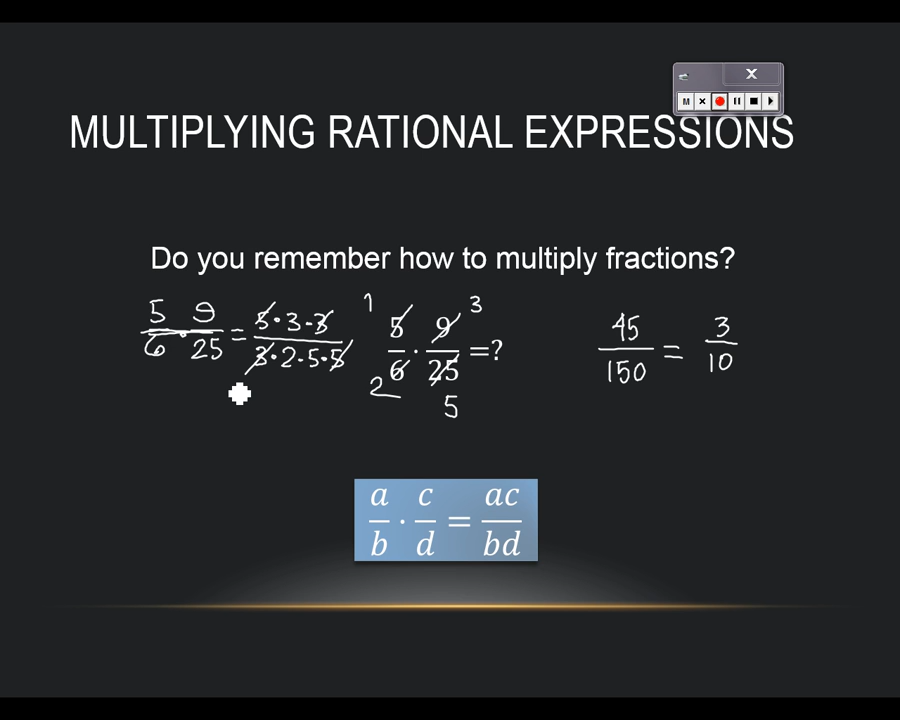 MULTIPLYING RATIONAL EXPRESSIONS
M
X
Do you remember how to multiply fractions?
5/6 · 9/25 = 5·3·3/3·2·5·5
1 3
5/6 · 9/25 =?
2 5
45/150 = 3/10
a/b · c/d = ac/bd